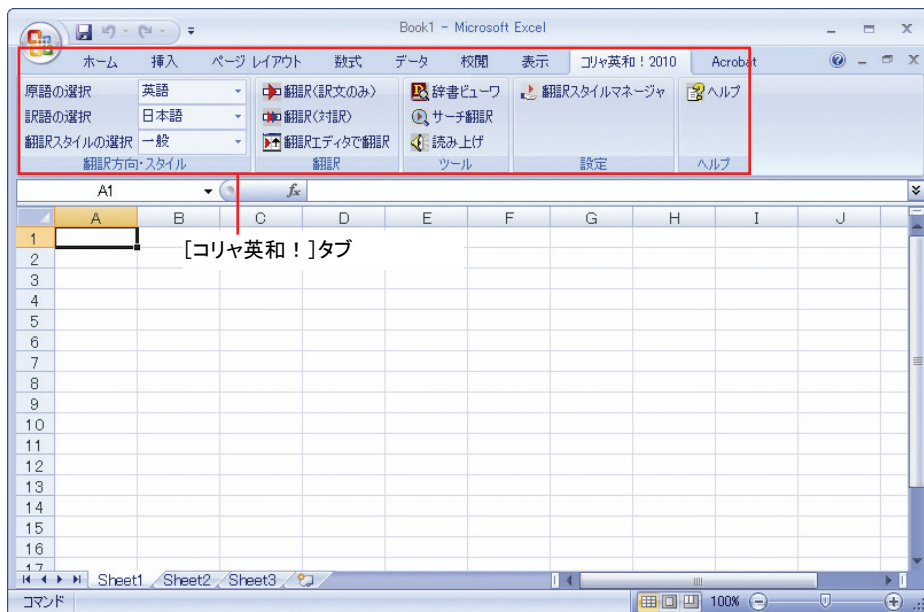 Book1 - Microsoft Excel
ホーム 挿入 ページ レイアウト 数式 データ 校閲 表示 コリャ英和！2010 Acrobat
原語の選択 英語 翻訳(訳文のみ) 辞書ビューワ 翻訳スタイルマネージャ ヘルプ
訳語の選択 日本語 翻訳(対訳) サーチ翻訳
翻訳スタイルの選択 一般 翻訳エディタで翻訳 読み上げ
翻訳方向・スタイル 翻訳 ツール 設定 ヘルプ
A1 fx
A B C D E F G H I J
1
[コリャ英和！]タブ
2
3
4
5
6
7
8
9
10
11
12
13
14
15
16
17
Sheet1 Sheet2 Sheet3
コマンド 100%